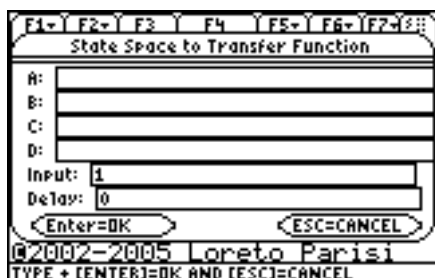 F1 F2 F3 F4 F5 F6 F7
State Space to Transfer Function
A:
B:
C:
D:
Input: 1
Delay: 0
Enter=OK ESC=CANCEL
©2002-2005 Loreto Parisi
TYPE + [ENTER]=OK AND [ESC]=CANCEL